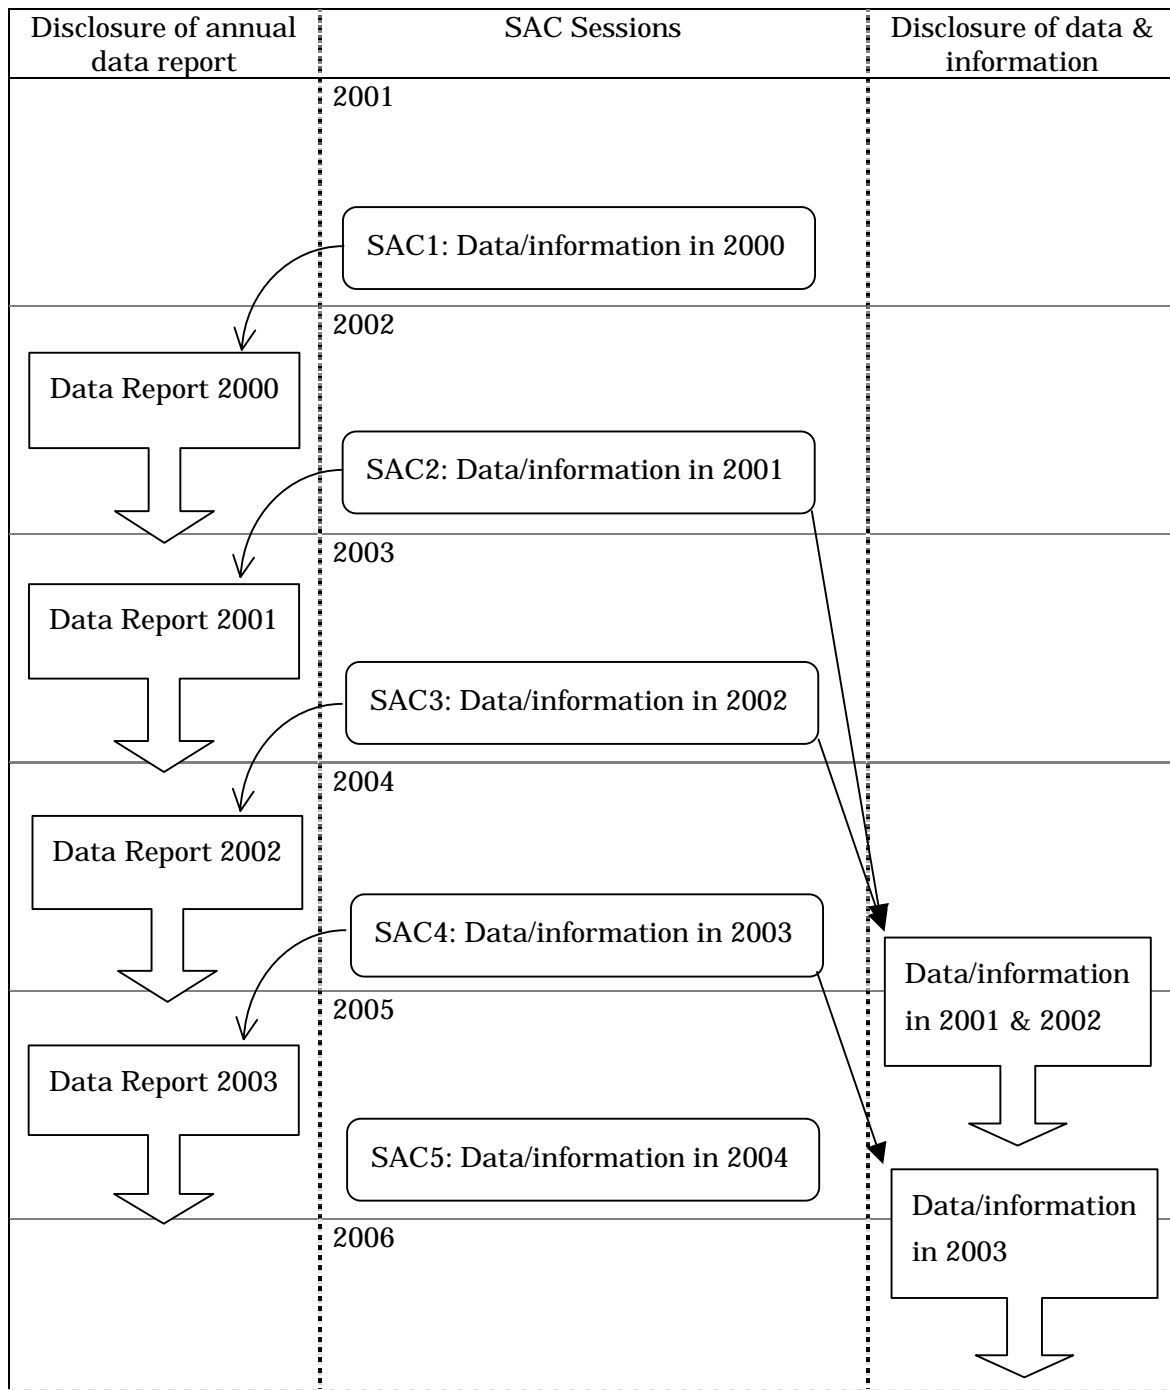 Disclosure of annual
data report
SAC Sessions
Disclosure of data &
information
2001
SAC1: Data/information in 2000
2002
Data Report 2000
SAC2: Data/information in 2001
2003
Data Report 2001
SAC3: Data/information in 2002
2004
Data Report 2002
SAC4: Data/information in 2003
Data/information
in 2001 & 2002
2005
Data Report 2003
SAC5: Data/information in 2004
Data/information
in 2003
2006